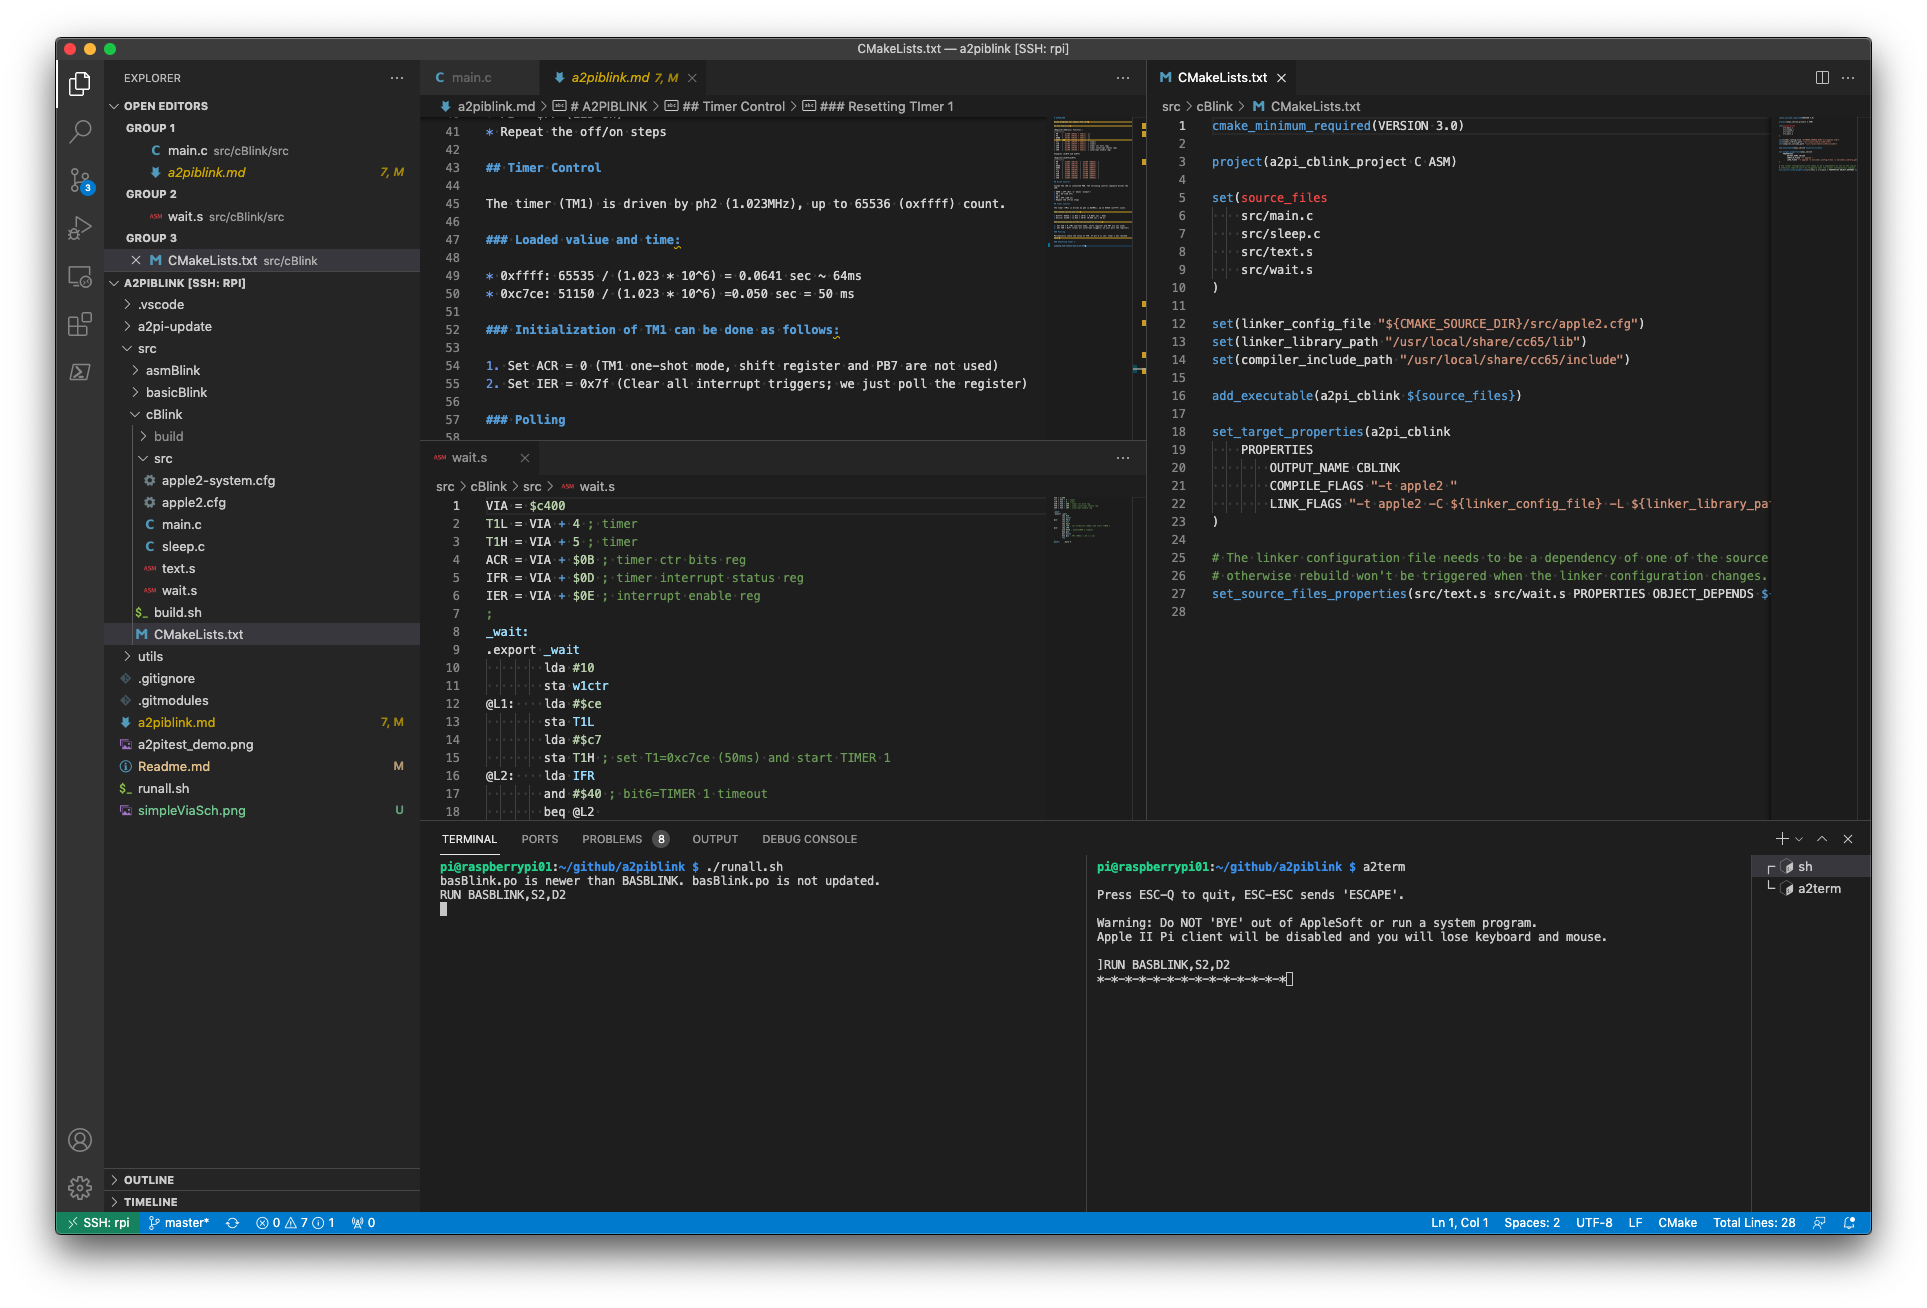 CMakeLists.txt — a2piblink [SSH: rpi]
EXPLORER
OPEN EDITORS
GROUP 1
main.c src/cBlink/src
a2piblink.md 7, M
GROUP 2
wait.s src/cBlink/src
GROUP 3
CMakeLists.txt src/cBlink
A2PIBLINK [SSH: RPI]
.vscode
a2pi-update
src
asmBlink
basicBlink
cBlink
build
src
apple2-system.cfg
apple2.cfg
main.c
sleep.c
text.s
wait.s
build.sh
CMakeLists.txt
utils
.gitignore
.gitmodules
a2piblink.md 7, M
a2pitest_demo.png
Readme.md M
runall.sh
simpleViaSch.png U
OUTLINE
TIMELINE
main.c
a2piblink.md 7, M
a2piblink.md > # A2PIBLINK > ## Timer Control > ### Resetting TImer 1
41 * Repeat the off/on steps
42
43 ## Timer Control
44
45 The timer (TM1) is driven by ph2 (1.023MHz), up to 65536 (oxffff) count.
46
47 ### Loaded valiue and time:
48
49 * 0xffff: 65535 / (1.023 * 10^6) = 0.0641 sec ~ 64ms
50 * 0xc7ce: 51150 / (1.023 * 10^6) =0.050 sec = 50 ms
51
52 ### Initialization of TM1 can be done as follows:
53
54 1. Set ACR = 0 (TM1 one-shot mode, shift register and PB7 are not used)
55 2. Set IER = 0x7f (Clear all interrupt triggers; we just poll the register)
56
57 ### Polling
58
wait.s
src > cBlink > src > wait.s
1 VIA = $c400
2 T1L = VIA + 4 ; timer
3 T1H = VIA + 5 ; timer
4 ACR = VIA + $0B ; timer ctr bits reg
5 IFR = VIA + $0D ; timer interrupt status reg
6 IER = VIA + $0E ; interrupt enable reg
7 ;
8 _wait:
9 .export _wait
10 lda #10
11 sta w1ctr
12 @L1: lda #$ce
13 sta T1L
14 lda #$c7
15 sta T1H ; set T1=0xc7ce (50ms) and start TIMER 1
16 @L2: lda IFR
17 and #$40 ; bit6=TIMER 1 timeout
18 beq @L2
CMakeLists.txt
src > cBlink > CMakeLists.txt
1 cmake_minimum_required(VERSION 3.0)
2
3 project(a2pi_cblink_project C ASM)
4
5 set(source_files
6 src/main.c
7 src/sleep.c
8 src/text.s
9 src/wait.s
10 )
11
12 set(linker_config_file "${CMAKE_SOURCE_DIR}/src/apple2.cfg")
13 set(linker_library_path "/usr/local/share/cc65/lib")
14 set(compiler_include_path "/usr/local/share/cc65/include")
15
16 add_executable(a2pi_cblink ${source_files})
17
18 set_target_properties(a2pi_cblink
19 PROPERTIES
20 OUTPUT_NAME CBLINK
21 COMPILE_FLAGS "-t apple2 "
22 LINK_FLAGS "-t apple2 -C ${linker_config_file} -L ${linker_library_pa
23 )
24
25 # The linker configuration file needs to be a dependency of one of the source
26 # otherwise rebuild won't be triggered when the linker configuration changes.
27 set_source_files_properties(src/text.s src/wait.s PROPERTIES OBJECT_DEPENDS $
28
TERMINAL PORTS PROBLEMS 8 OUTPUT DEBUG CONSOLE
pi@raspberrypi01:~/github/a2piblink $ ./runall.sh
basBlink.po is newer than BASBLINK. basBlink.po is not updated.
RUN BASBLINK,S2,D2
pi@raspberrypi01:~/github/a2piblink $ a2term
Press ESC-Q to quit, ESC-ESC sends 'ESCAPE'.
Warning: Do NOT 'BYE' out of AppleSoft or run a system program.
Apple II Pi client will be disabled and you will lose keyboard and mouse.
]RUN BASBLINK,S2,D2
*-*-*-*-*-*-*-*-*-*-*-*-*-*
sh
a2term
SSH: rpi master* 0 7 1 0
Ln 1, Col 1 Spaces: 2 UTF-8 LF CMake Total Lines: 28